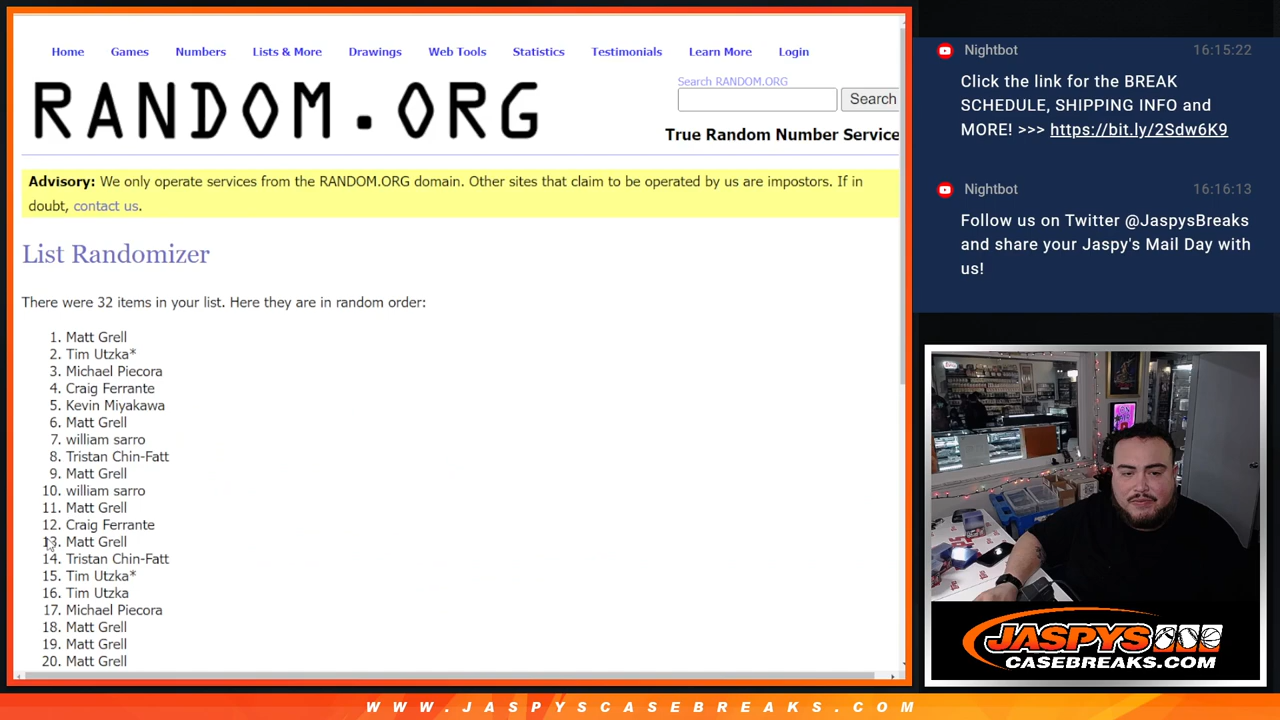 Home Games Numbers Lists & More Drawings Web Tools Statistics Testimonials Learn More Login
RANDOM.ORG
Search RANDOM.ORG
Search
True Random Number Service
Advisory: We only operate services from the RANDOM.ORG domain. Other sites that claim to be operated by us are impostors. If in
doubt, contact us.
List Randomizer
There were 32 items in your list. Here they are in random order:
1. Matt Grell
2. Tim Utzka*
3. Michael Piecora
4. Craig Ferrante
5. Kevin Miyakawa
6. Matt Grell
7. william sarro
8. Tristan Chin-Fatt
9. Matt Grell
10. william sarro
11. Matt Grell
12. Craig Ferrante
13. Matt Grell
14. Tristan Chin-Fatt
15. Tim Utzka*
16. Tim Utzka
17. Michael Piecora
18. Matt Grell
19. Matt Grell
20. Matt Grell
Nightbot 16:15:22
Click the link for the BREAK
SCHEDULE, SHIPPING INFO and
MORE! >>> https://bit.ly/2Sdw6K9
Nightbot 16:16:13
Follow us on Twitter @JaspysBreaks
and share your Jaspy's Mail Day with
us!
JASPYS
CASEBREAKS.COM
WWW.JASPYSCASEBREAKS.COM